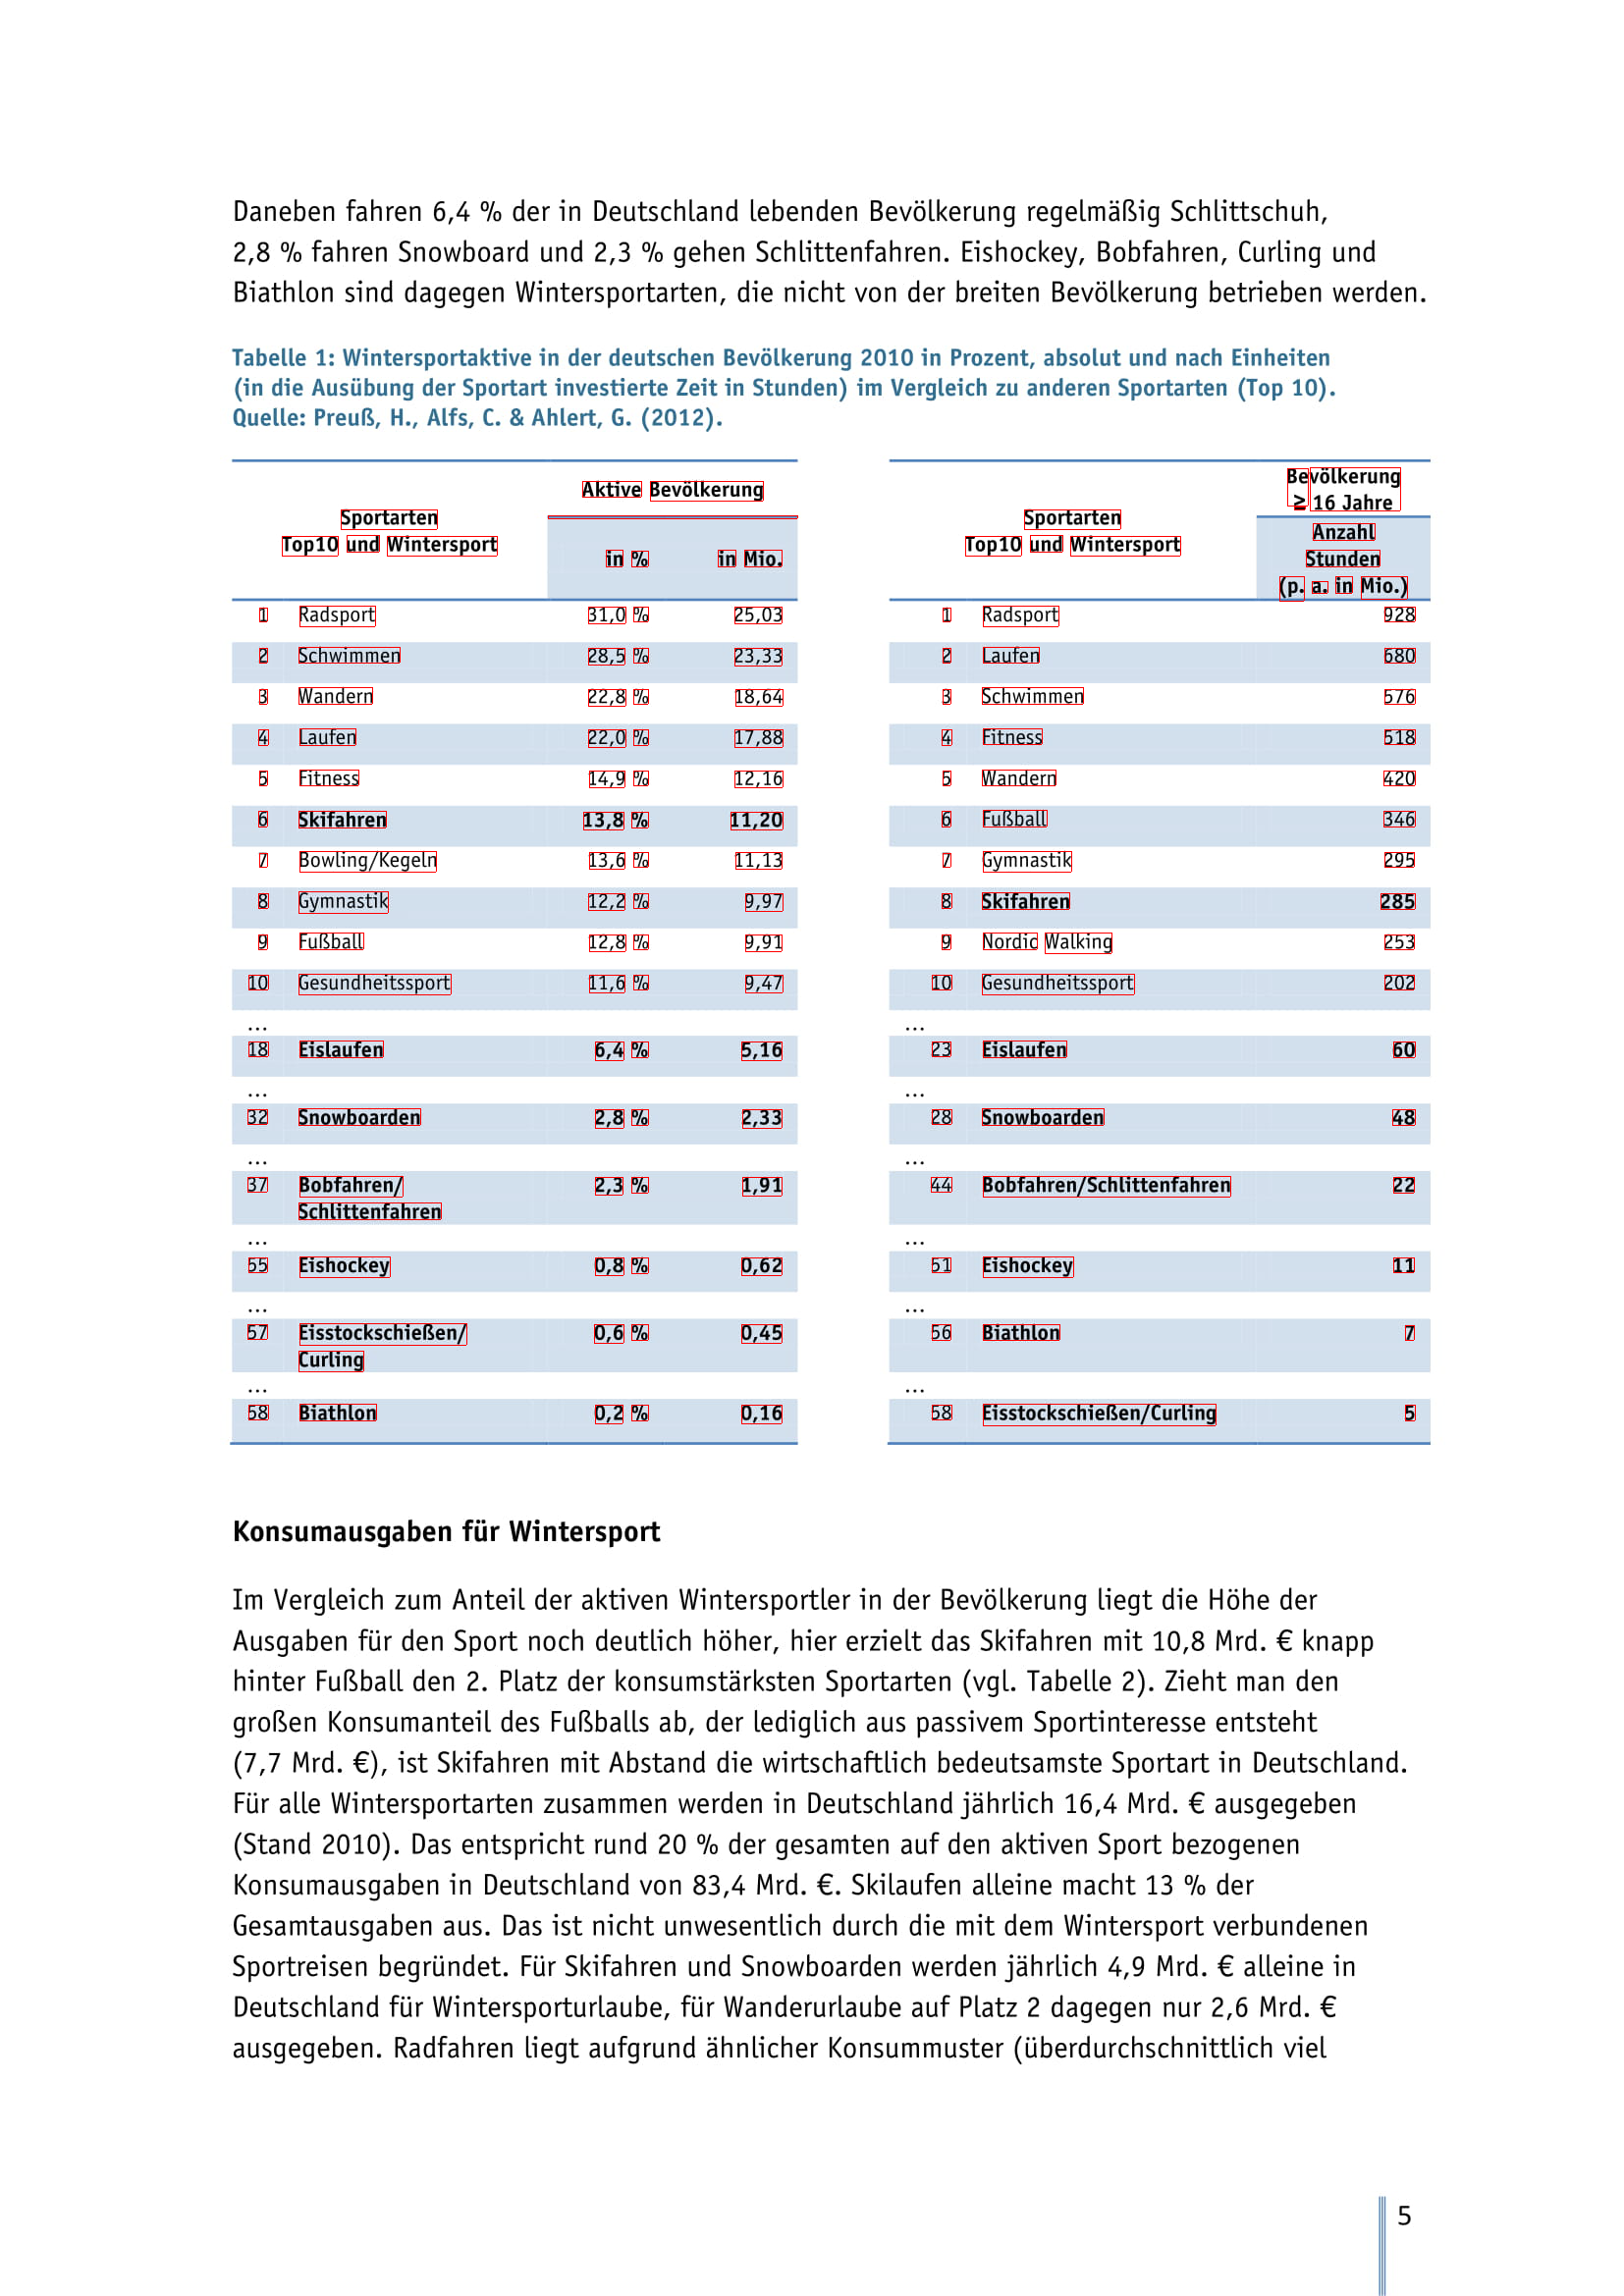 Daneben fahren 6,4 % der in Deutschland lebenden Bevölkerung regelmäßig Schlittschuh,
2,8 % fahren Snowboard und 2,3 % gehen Schlittenfahren. Eishockey, Bobfahren, Curling und
Biathlon sind dagegen Wintersportarten, die nicht von der breiten Bevölkerung betrieben werden.
Tabelle 1: Wintersportaktive in der deutschen Bevölkerung 2010 in Prozent, absolut und nach Einheiten
(in die Ausübung der Sportart investierte Zeit in Stunden) im Vergleich zu anderen Sportarten (Top 10).
Quelle: Preuß, H., Alfs, C. & Ahlert, G. (2012).
Sportarten
Top10 und Wintersport
Aktive Bevölkerung
in % in Mio.
1 Radsport 31,0 % 25,03
2 Schwimmen 28,5 % 23,33
3 Wandern 22,8 % 18,64
4 Laufen 22,0 % 17,88
5 Fitness 14,9 % 12,16
6 Skifahren 13,8 % 11,20
7 Bowling/Kegeln 13,6 % 11,13
8 Gymnastik 12,2 % 9,97
9 Fußball 12,8 % 9,91
10 Gesundheitssport 11,6 % 9,47
...
18 Eislaufen 6,4 % 5,16
...
32 Snowboarden 2,8 % 2,33
...
37 Bobfahren/ 2,3 % 1,91
Schlittenfahren
...
55 Eishockey 0,8 % 0,62
...
57 Eisstockschießen/ 0,6 % 0,45
Curling
...
58 Biathlon 0,2 % 0,16
Sportarten
Top10 und Wintersport
Bevölkerung
≥ 16 Jahre
Anzahl
Stunden
(p. a. in Mio.)
1 Radsport 928
2 Laufen 680
3 Schwimmen 576
4 Fitness 518
5 Wandern 420
6 Fußball 346
7 Gymnastik 295
8 Skifahren 285
9 Nordic Walking 253
10 Gesundheitssport 202
...
23 Eislaufen 60
...
28 Snowboarden 48
...
44 Bobfahren/Schlittenfahren 22
...
51 Eishockey 11
...
56 Biathlon 7
...
58 Eisstockschießen/Curling 5
Konsumausgaben für Wintersport
Im Vergleich zum Anteil der aktiven Wintersportler in der Bevölkerung liegt die Höhe der
Ausgaben für den Sport noch deutlich höher, hier erzielt das Skifahren mit 10,8 Mrd. € knapp
hinter Fußball den 2. Platz der konsumstärksten Sportarten (vgl. Tabelle 2). Zieht man den
großen Konsumanteil des Fußballs ab, der lediglich aus passivem Sportinteresse entsteht
(7,7 Mrd. €), ist Skifahren mit Abstand die wirtschaftlich bedeutsamste Sportart in Deutschland.
Für alle Wintersportarten zusammen werden in Deutschland jährlich 16,4 Mrd. € ausgegeben
(Stand 2010). Das entspricht rund 20 % der gesamten auf den aktiven Sport bezogenen
Konsumausgaben in Deutschland von 83,4 Mrd. €. Skilaufen alleine macht 13 % der
Gesamtausgaben aus. Das ist nicht unwesentlich durch die mit dem Wintersport verbundenen
Sportreisen begründet. Für Skifahren und Snowboarden werden jährlich 4,9 Mrd. € alleine in
Deutschland für Wintersporturlaube, für Wanderurlaube auf Platz 2 dagegen nur 2,6 Mrd. €
ausgegeben. Radfahren liegt aufgrund ähnlicher Konsummuster (überdurchschnittlich viel
5